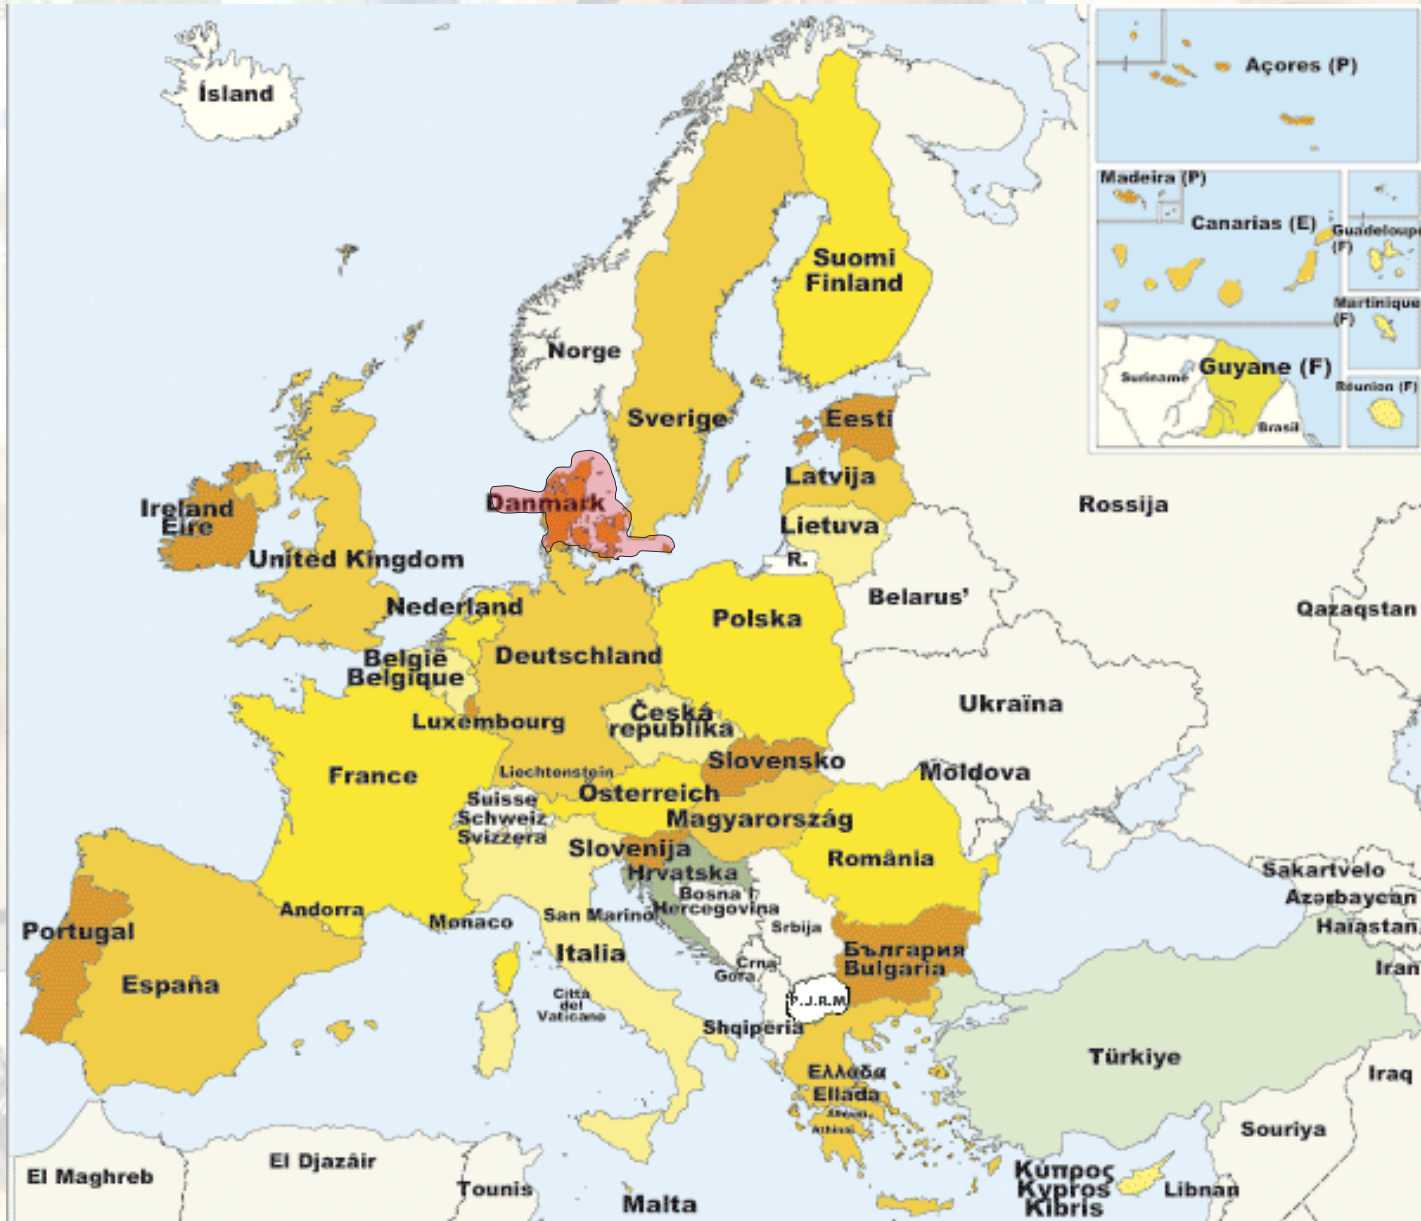 Açores (P)
Madeira (P)
Canarias (E)
Guadeloupe
(F)
Martinique
(F)
Guyane (F)
Suriname
Brasil
Réunion (F)
Ísland
Suomi
Finland
Norge
Sverige
Eesti
Latvija
Lietuva
R.
Danmark
Ireland
Éire
United Kingdom
Rossija
Belarus’
Qazaqstan
Nederland
Polska
België
Belgique
Deutschland
Luxembourg
Česká
republika
Ukraïna
Slovensko
Moldova
France
Liechtenstein
Österreich
Suisse
Schweiz
Svizzera
Magyarország
Slovenija
Hrvatska
România
Sakartvelo
Azərbaycan
Haïastan
Bosna I
Hercegovina
Srbija
Andorra
Monaco
San Marino
Portugal
España
Italia
България
Bulgaria
Crna
Gora
Iran
Città
del
Vaticano
P.J.R.M
Shqipëria
Türkiye
Iraq
Ελλάδα
Ellada
Athinai
Souriya
El Maghreb
El Djazâir
Tounis
Malta
Κύπρος
Kypros
Kıbrıs
Libnan